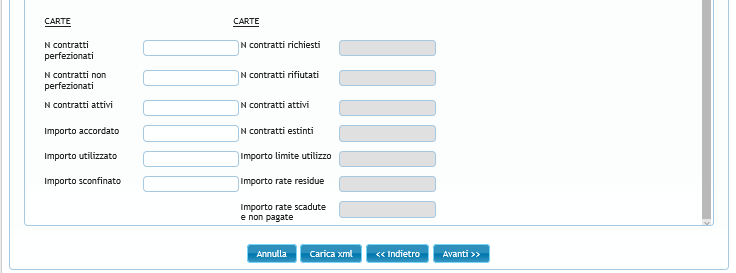 CARTE CARTE
N contratti perfezionati N contratti richiesti
N contratti non perfezionati N contratti rifiutati
N contratti attivi N contratti attivi
Importo accordato N contratti estinti
Importo utilizzato Importo limite utilizzo
Importo sconfinato Importo rate residue
Importo rate scadute
e non pagate
Annulla Carica xml << Indietro Avanti >>